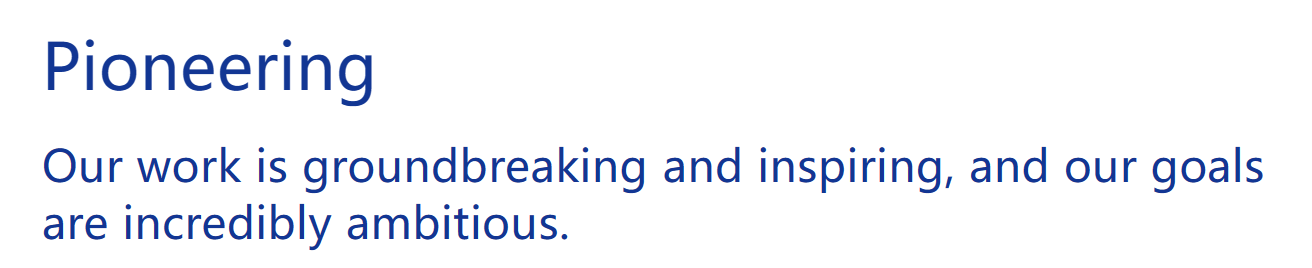 Pioneering
Our work is groundbreaking and inspiring, and our goals
are incredibly ambitious.